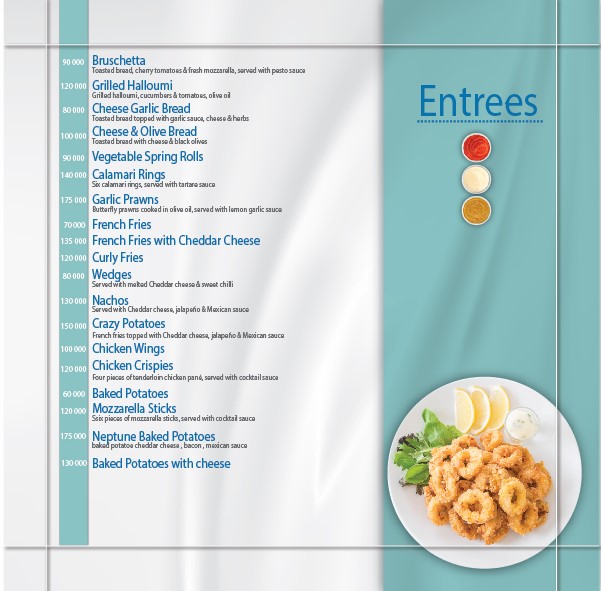 Entrees
90 000 Bruschetta
Toasted bread, cherry tomatoes & fresh mozzarella, served with pesto sauce
120 000 Grilled Halloumi
Grilled halloumi, cucumbers & tomatoes, olive oil
80 000 Cheese Garlic Bread
Toasted bread topped with garlic sauce, cheese & herbs
100 000 Cheese & Olive Bread
Toasted bread with cheese & black olives
90 000 Vegetable Spring Rolls
140 000 Calamari Rings
Six calamari rings, served with tartare sauce
175 000 Garlic Prawns
Butterfly prawns cooked in olive oil, served with lemon garlic sauce
70 000 French Fries
135 000 French Fries with Cheddar Cheese
120 000 Curly Fries
80 000 Wedges
Served with melted Cheddar cheese & sweet chilli
130 000 Nachos
Served with Cheddar cheese, jalapeño & Mexican sauce
150 000 Crazy Potatoes
French fries topped with Cheddar cheese, jalapeño & Mexican sauce
100 000 Chicken Wings
120 000 Chicken Crispies
Four pieces of tenderloin chicken pané, served with cocktail sauce
60 000 Baked Potatoes
120 000 Mozzarella Sticks
Ssix pieces of mozzarella sticks, served with cocktail sauce
175 000 Neptune Baked Potatoes
baked potatoe cheddar cheese , bacon , mexican sauce
130 000 Baked Potatoes with cheese